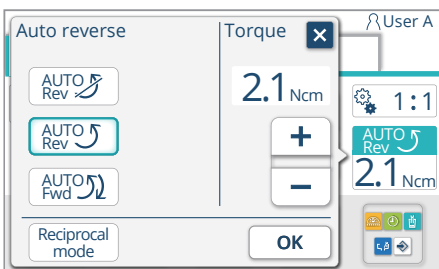 Auto reverse
Torque
User A
AUTO
Rev
2.1 Ncm
1:1
AUTO
Rev
AUTO
Rev
2.1 Ncm
AUTO
Fwd
Reciprocal
mode
OK